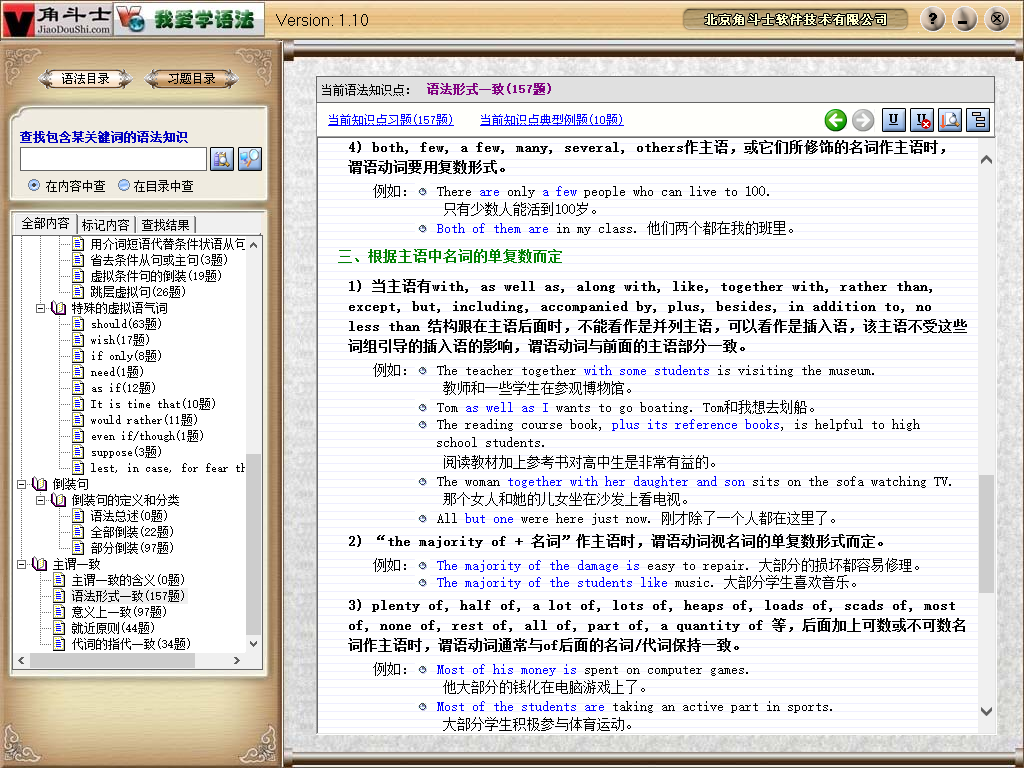 角斗士
JiaoDouShi.com
我爱学语法
Version: 1.10
北京角斗士软件技术有限公司
语法目录
习题目录
查找包含某关键词的语法知识
在内容中查
在目录中查
全部内容
标记内容
查找结果
用介词短语代替条件状语从句
省去条件从句或主句(3题)
虚拟条件句的倒装(19题)
跳层虚拟句(26题)
特殊的虚拟语气词
should(63题)
wish(17题)
if only(8题)
need(1题)
as if(12题)
It is time that(10题)
would rather(11题)
even if/though(1题)
suppose(3题)
lest, in case, for fear th
倒装句
倒装句的定义和分类
语法总述(0题)
全部倒装(22题)
部分倒装(97题)
主谓一致
主谓一致的含义(0题)
语法形式一致(157题)
意义上一致(97题)
就近原则(44题)
代词的指代一致(34题)
当前语法知识点: 语法形式一致(157题)
当前知识点习题(157题) 当前知识点典型例题(10题)
4) both, few, a few, many, several, others作主语，或它们所修饰的名词作主语时，
谓语动词要用复数形式。
例如: There are only a few people who can live to 100.
只有少数人能活到100岁。
Both of them are in my class. 他们两个都在我的班里。
三、根据主语中名词的单复数而定
1) 当主语有with, as well as, along with, like, together with, rather than,
except, but, including, accompanied by, plus, besides, in addition to, no
less than 结构跟在主语后面时，不能看作是并列主语，可以看作是插入语，该主语不受这些
词组引导的插入语的影响，谓语动词与前面的主语部分一致。
例如: The teacher together with some students is visiting the museum.
教师和一些学生在参观博物馆。
Tom as well as I wants to go boating. Tom和我想去划船。
The reading course book, plus its reference books, is helpful to high
school students.
阅读教材加上参考书对高中生是非常有益的。
The woman together with her daughter and son sits on the sofa watching TV.
那个女人和她的儿女坐在沙发上看电视。
All but one were here just now. 刚才除了一个人都在这里了。
2) “the majority of + 名词”作主语时，谓语动词视名词的单复数形式而定。
例如: The majority of the damage is easy to repair. 大部分的损坏都容易修理。
The majority of the students like music. 大部分学生喜欢音乐。
3) plenty of, half of, a lot of, lots of, heaps of, loads of, scads of, most
of, none of, rest of, all of, part of, a quantity of 等，后面加上可数或不可数名
词作主语时，谓语动词通常与of后面的名词/代词保持一致。
例如: Most of his money is spent on computer games.
他大部分的钱化在电脑游戏上了。
Most of the students are taking an active part in sports.
大部分学生积极参与体育运动。